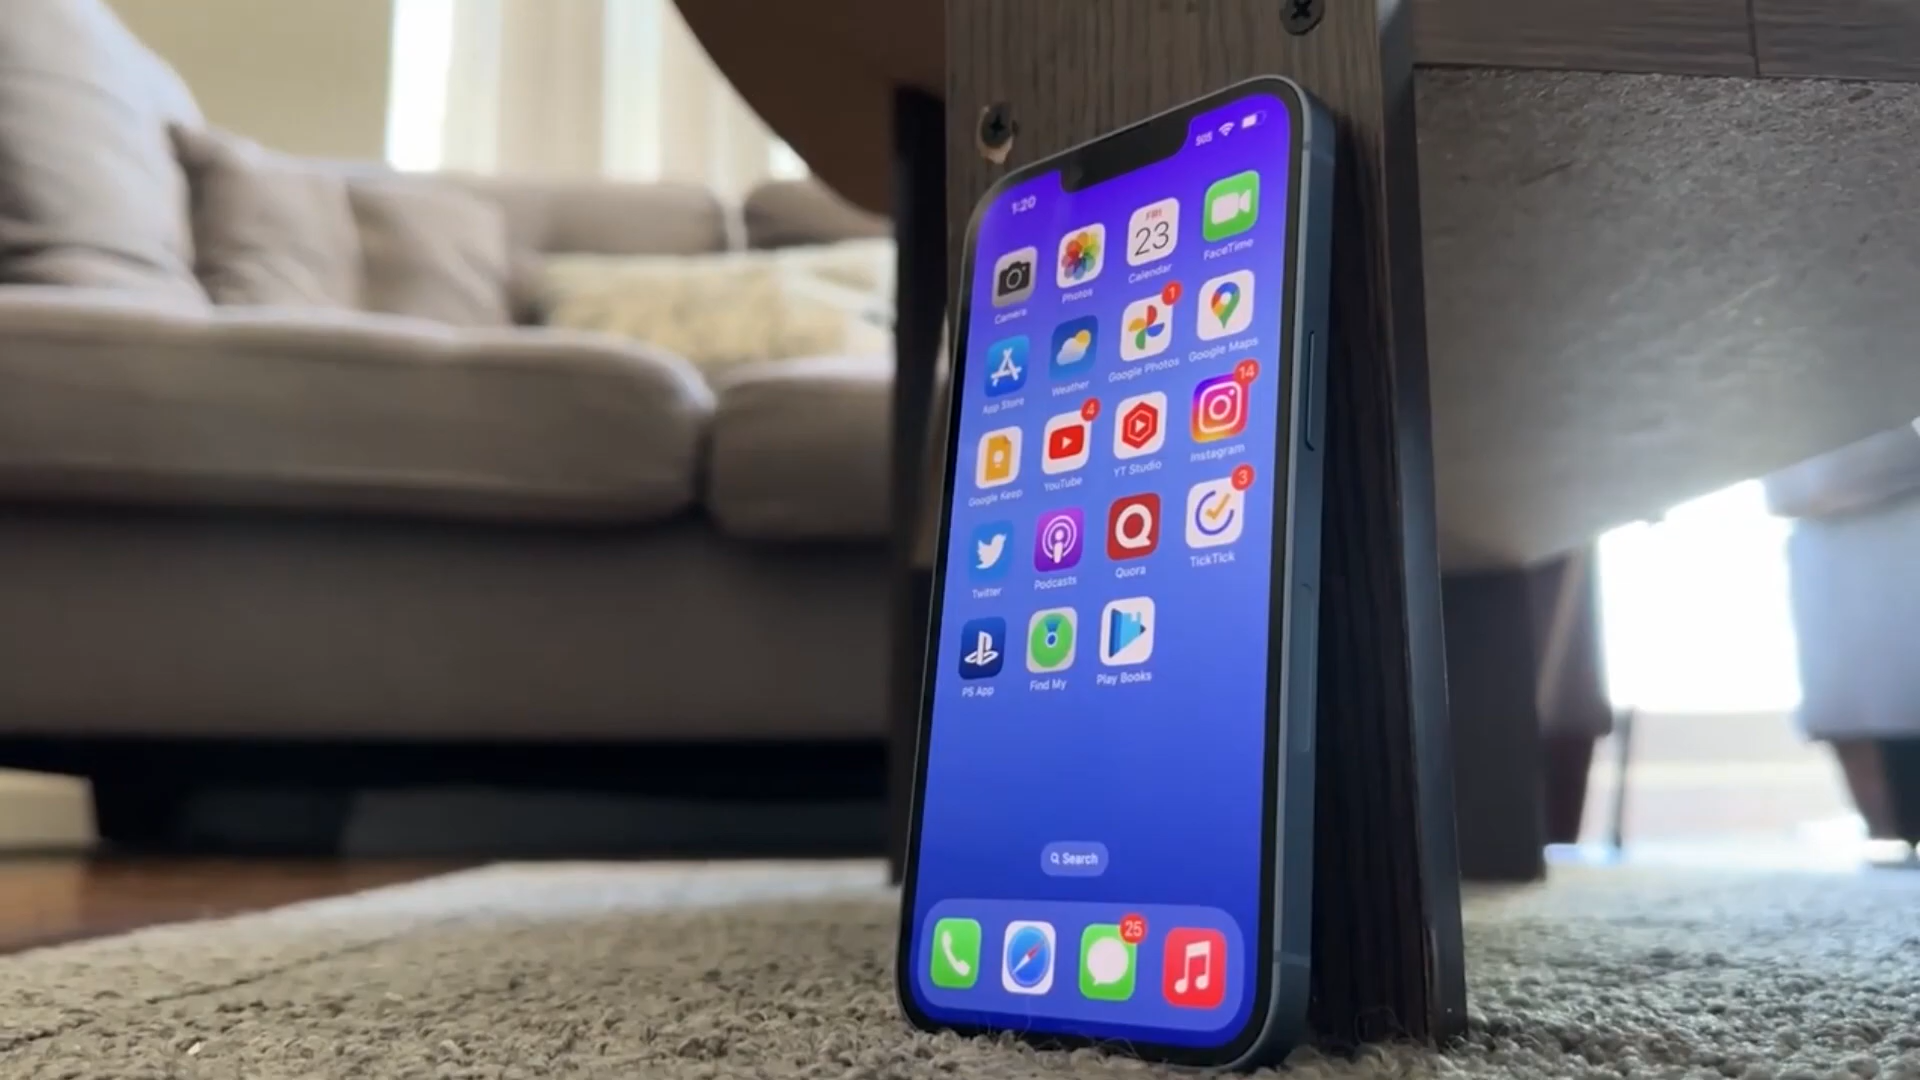 1:20
SOS
FRI
23
Camera
Photos
Calendar
FaceTime
1
App Store
Weather
Google Photos
Google Maps
4
14
Google Keep
YouTube
YT Studio
Instagram
3
Twitter
Podcasts
Quora
TickTick
PS App
Find My
Play Books
Search
25